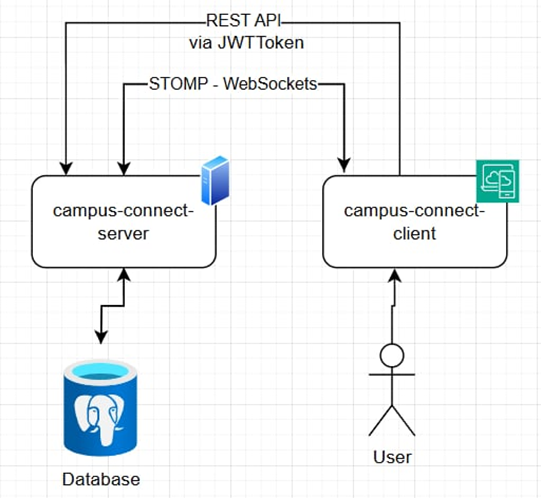 REST API
via JWTToken
STOMP - WebSockets
campus-connect-
server
campus-connect-
client
Database
User